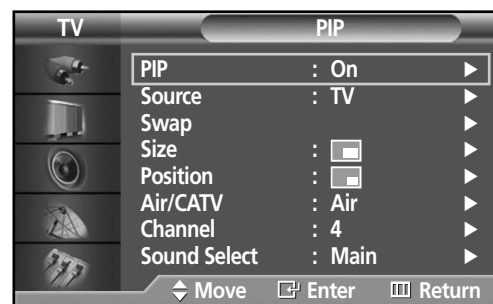 TV PIP
PIP : On
Source : TV
Swap
Size :
Position :
Air/CATV : Air
Channel : 4
Sound Select : Main
Move Enter Return